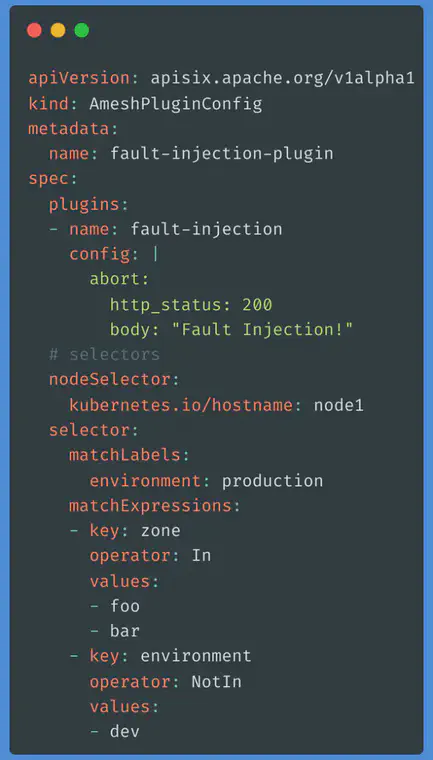 apiVersion: apisix.apache.org/v1alpha1
kind: AmeshPluginConfig
metadata:
  name: fault-injection-plugin
spec:
  plugins:
  - name: fault-injection
    config: |
      abort:
        http_status: 200
        body: "Fault Injection!"
  # selectors
  nodeSelector:
    kubernetes.io/hostname: node1
  selector:
    matchLabels:
      environment: production
    matchExpressions:
    - key: zone
      operator: In
      values:
      - foo
      - bar
    - key: environment
      operator: NotIn
      values:
      - dev